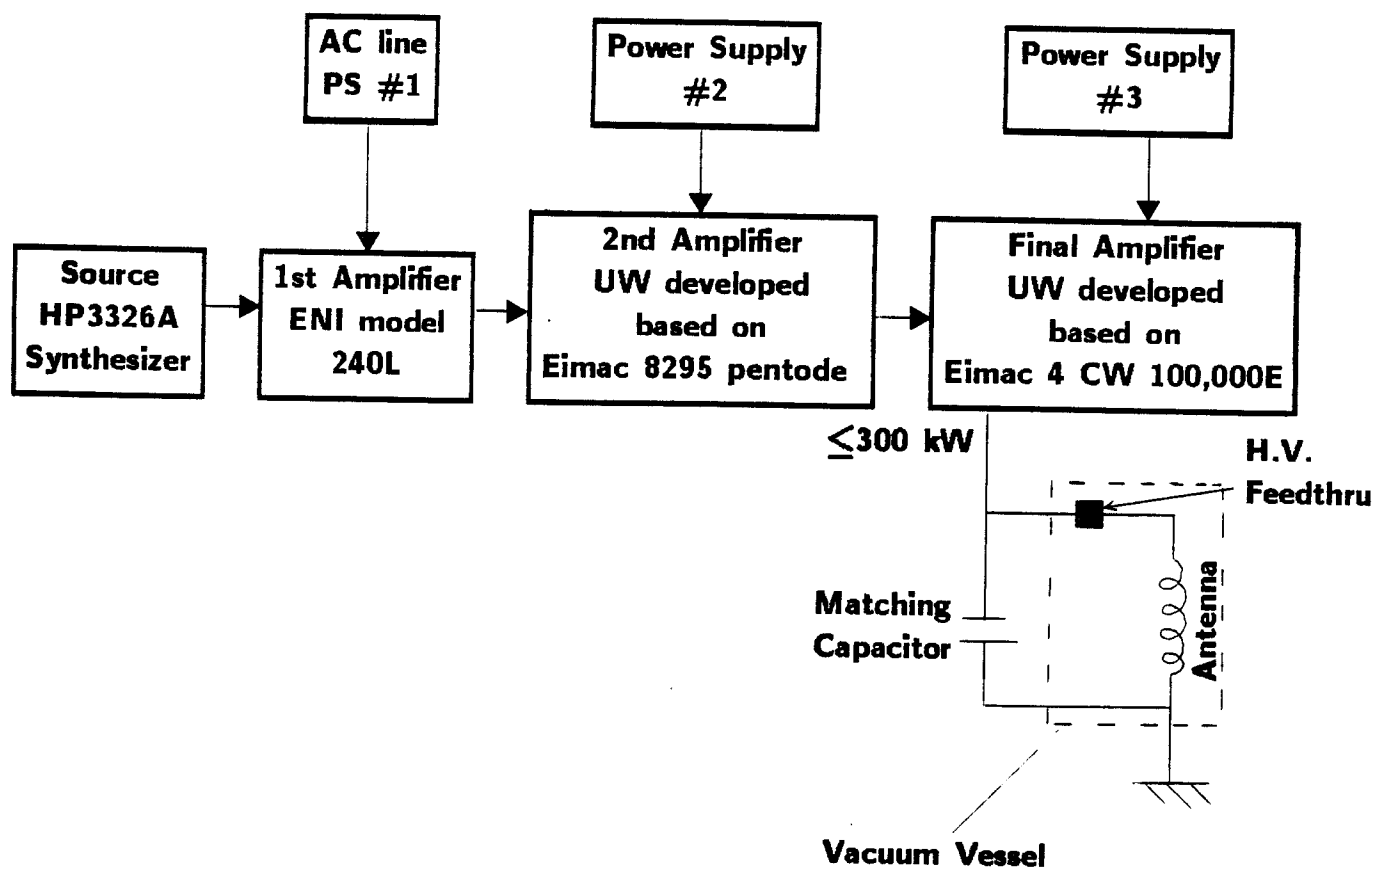 AC line
PS #1
Power Supply
#2
Power Supply
#3
Source
HP3326A
Synthesizer
1st Amplifier
ENI model
240L
2nd Amplifier
UW developed
based on
Eimac 8295 pentode
Final Amplifier
UW developed
based on
Eimac 4 CW 100,000E
≤300 kW
H.V.
Feedthru
Matching
Capacitor
Antenna
Vacuum Vessel